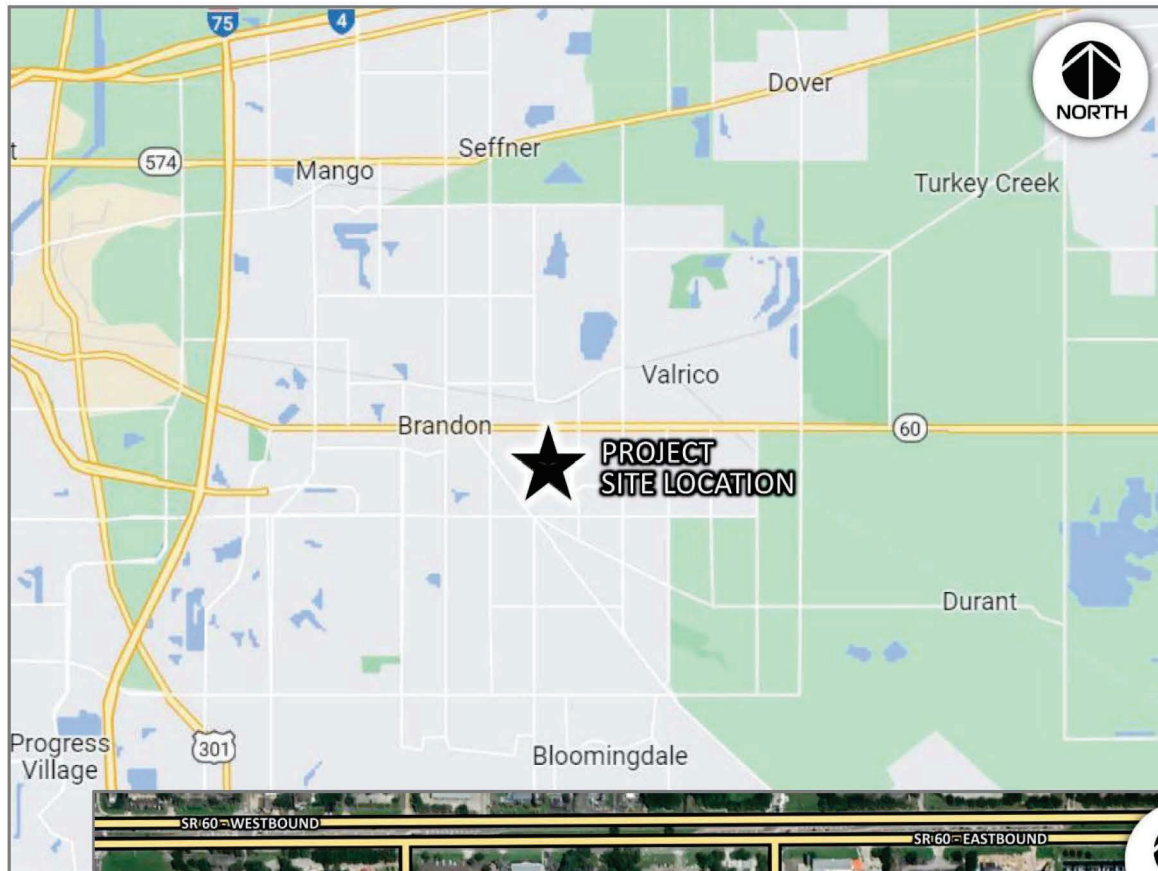 75
4
Dover
NORTH
574
Seffner
t
Mango
Turkey Creek
Valrico
Brandon
60
PROJECT
SITE LOCATION
Durant
Progress
Village
301
Bloomingdale
SR 60 - WESTBOUND
SR 60 - EASTBOUND